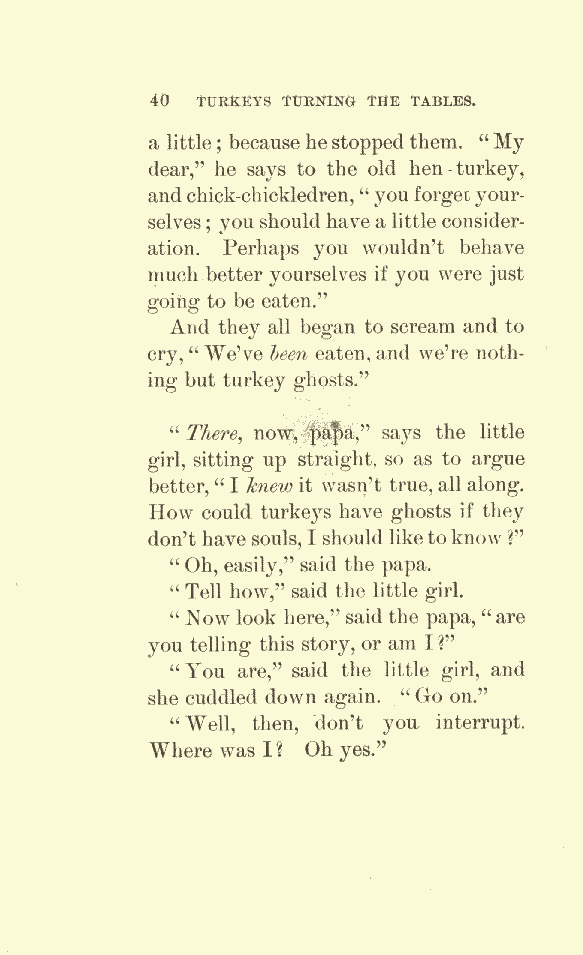 40 TURKEYS TURNING THE TABLES.
a little; because he stopped them. “My
dear,” he says to the old hen-turkey,
and chick-chickledren, “you forget your-
selves; you should have a little consider-
ation. Perhaps you wouldn’t behave
much better yourselves if you were just
going to be eaten.”
And they all began to scream and to
cry, “We’ve been eaten, and we’re noth-
ing but turkey ghosts.”
“There, now, papa,” says the little
girl, sitting up straight, so as to argue
better, “I knew it wasn’t true, all along.
How could turkeys have ghosts if they
don’t have souls, I should like to know?”
“Oh, easily,” said the papa.
“Tell how,” said the little girl.
“Now look here,” said the papa, “are
you telling this story, or am I?”
“You are,” said the little girl, and
she cuddled down again. “Go on.”
“Well, then, don’t you interrupt.
Where was I? Oh yes.”